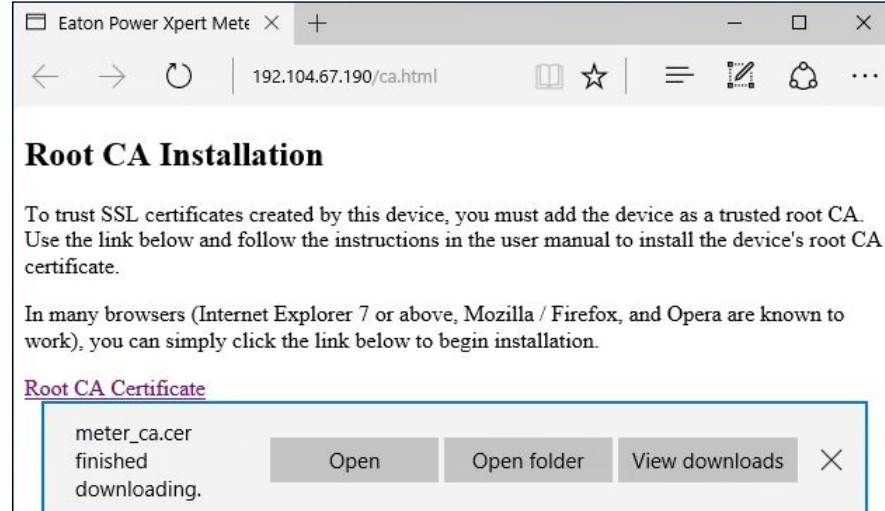 Eaton Power Xpert Mete
192.104.67.190/ca.html
Root CA Installation
To trust SSL certificates created by this device, you must add the device as a trusted root CA.
Use the link below and follow the instructions in the user manual to install the device's root CA
certificate.
In many browsers (Internet Explorer 7 or above, Mozilla / Firefox, and Opera are known to
work), you can simply click the link below to begin installation.
Root CA Certificate
meter_ca.cer
finished
downloading.
Open
Open folder
View downloads